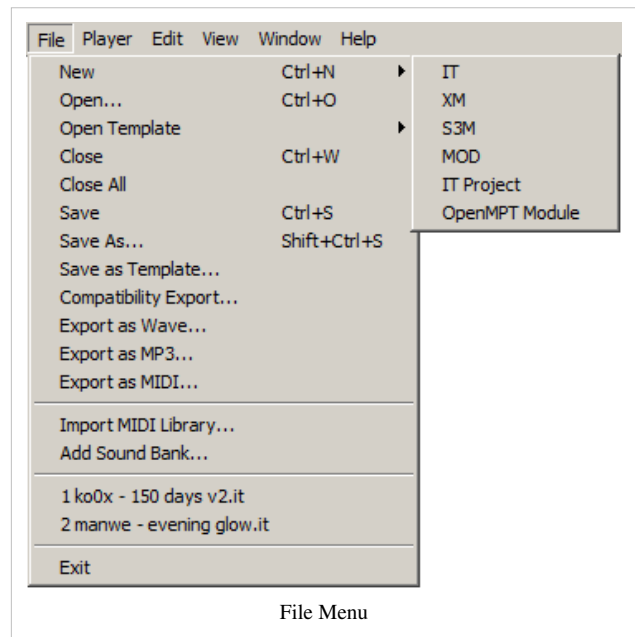 File Player Edit View Window Help
New Ctrl+N
Open... Ctrl+O
Open Template
Close Ctrl+W
Close All
Save Ctrl+S
Save As... Shift+Ctrl+S
Save as Template...
Compatibility Export...
Export as Wave...
Export as MP3...
Export as MIDI...
Import MIDI Library...
Add Sound Bank...
1 ko0x - 150 days v2.it
2 manwe - evening glow.it
Exit
IT
XM
S3M
MOD
IT Project
OpenMPT Module
File Menu